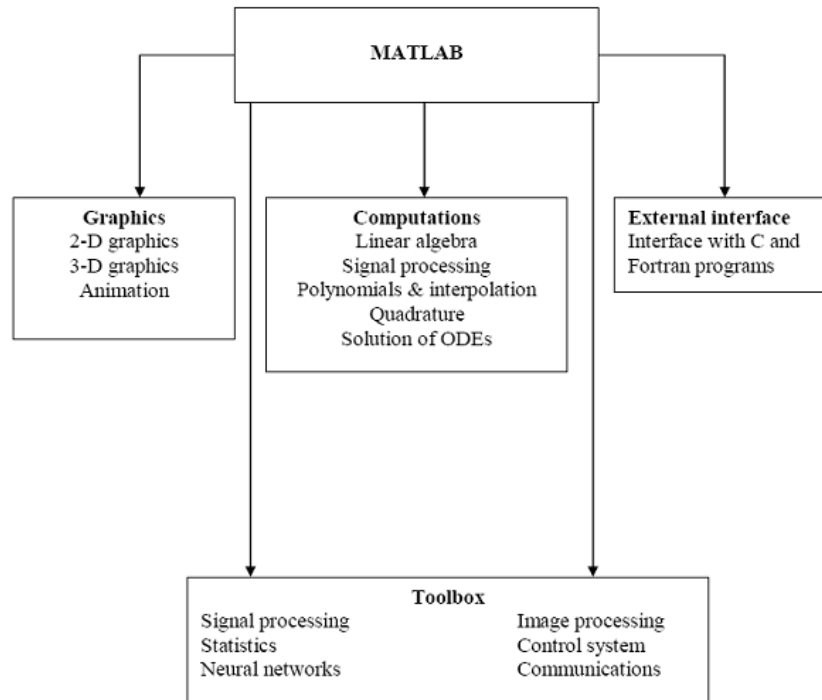 MATLAB
Graphics
2-D graphics
3-D graphics
Animation
Computations
Linear algebra
Signal processing
Polynomials & interpolation
Quadrature
Solution of ODEs
External interface
Interface with C and
Fortran programs
Toolbox
Signal processing
Statistics
Neural networks
Image processing
Control system
Communications